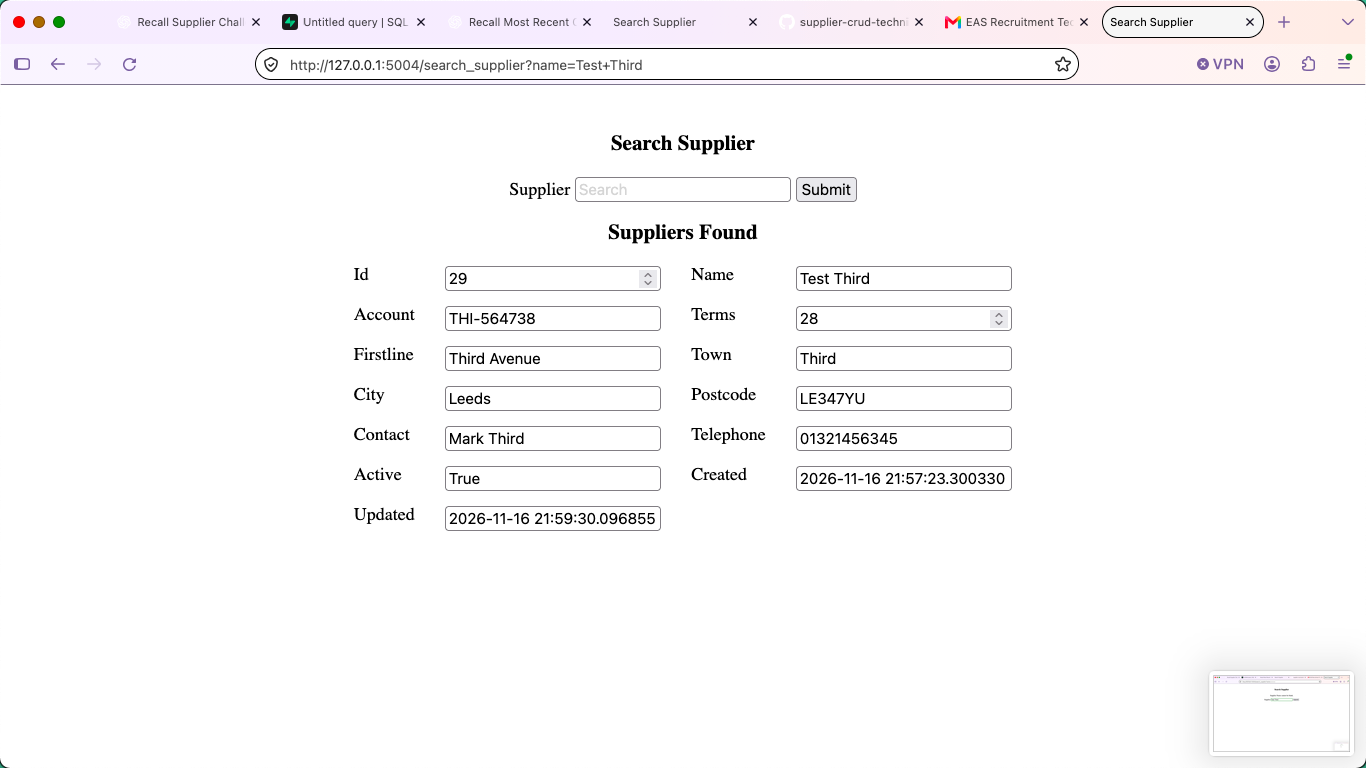 Recall Supplier Chall
Untitled query | SQL
Recall Most Recent
Search Supplier
supplier-crud-techni
EAS Recruitment Tec
Search Supplier
http://127.0.0.1:5004/search_supplier?name=Test+Third
VPN
Search Supplier
Supplier Search Submit
Suppliers Found
Id 29 Name Test Third
Account THI-564738 Terms 28
Firstline Third Avenue Town Third
City Leeds Postcode LE347YU
Contact Mark Third Telephone 01321456345
Active True Created 2026-11-16 21:57:23.300330
Updated 2026-11-16 21:59:30.096855